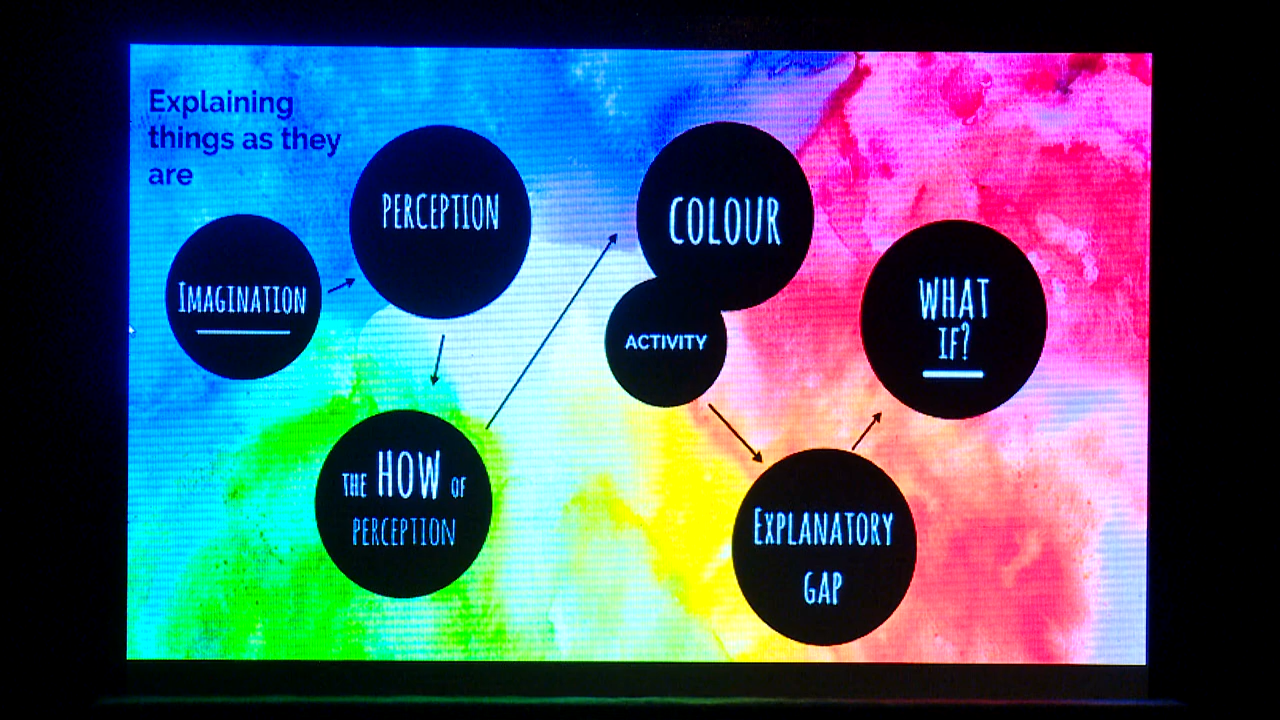 Explaining
things as they
are
IMAGINATION
PERCEPTION
THE HOW OF
PERCEPTION
COLOUR
ACTIVITY
EXPLANATORY
GAP
WHAT
IF?